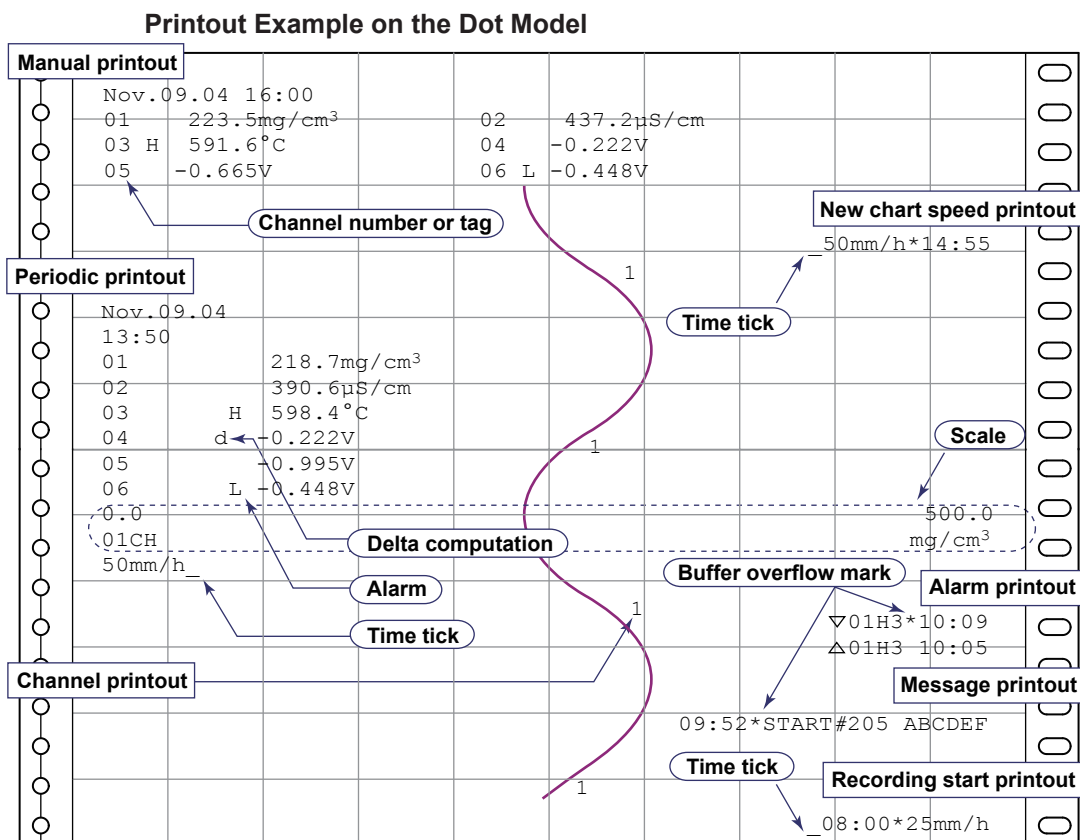 Printout Example on the Dot Model
Manual printout
Nov.09.04 16:00
01 223.5mg/cm³ 02 437.2µS/cm
03 H 591.6°C 04 -0.222V
05 -0.665V 06 L -0.448V
Channel number or tag
New chart speed printout
_50mm/h*14:55
1
Time tick
Periodic printout
Nov.09.04
13:50
01 218.7mg/cm³
02 390.6µS/cm
03 H 598.4°C
04 d -0.222V
05 -0.995V
06 L -0.448V
1
Scale
0.0 500.0
01CH mg/cm³
50mm/h_
Delta computation
Alarm
Time tick
Buffer overflow mark
Alarm printout
1
▽01H3*10:09
△01H3 10:05
Channel printout
Message printout
09:52*START#205 ABCDEF
Time tick
Recording start printout
1
_08:00*25mm/h